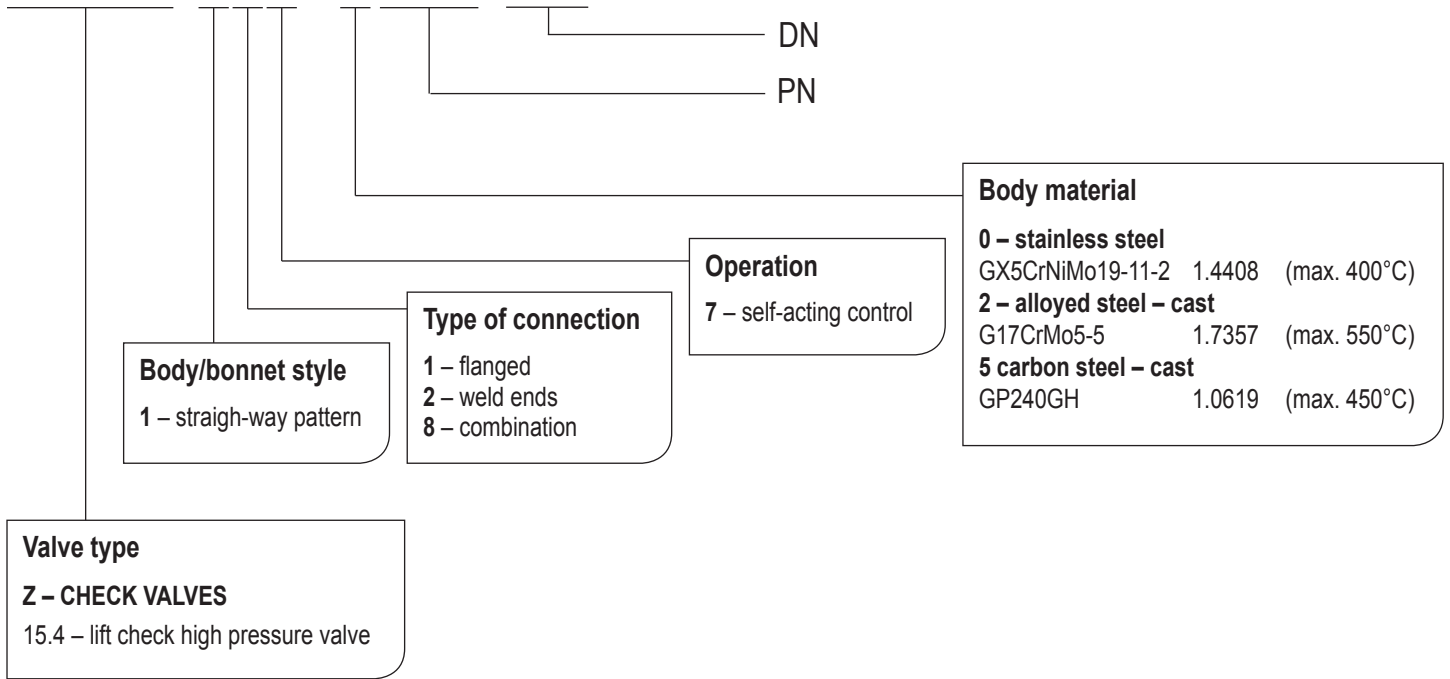 DN
PN
Body material
0 – stainless steel
GX5CrNiMo19-11-2 1.4408 (max. 400°C)
2 – alloyed steel – cast
G17CrMo5-5 1.7357 (max. 550°C)
5 carbon steel – cast
GP240GH 1.0619 (max. 450°C)
Operation
7 – self-acting control
Type of connection
1 – flanged
2 – weld ends
8 – combination
Body/bonnet style
1 – straigh-way pattern
Valve type
Z – CHECK VALVES
15.4 – lift check high pressure valve